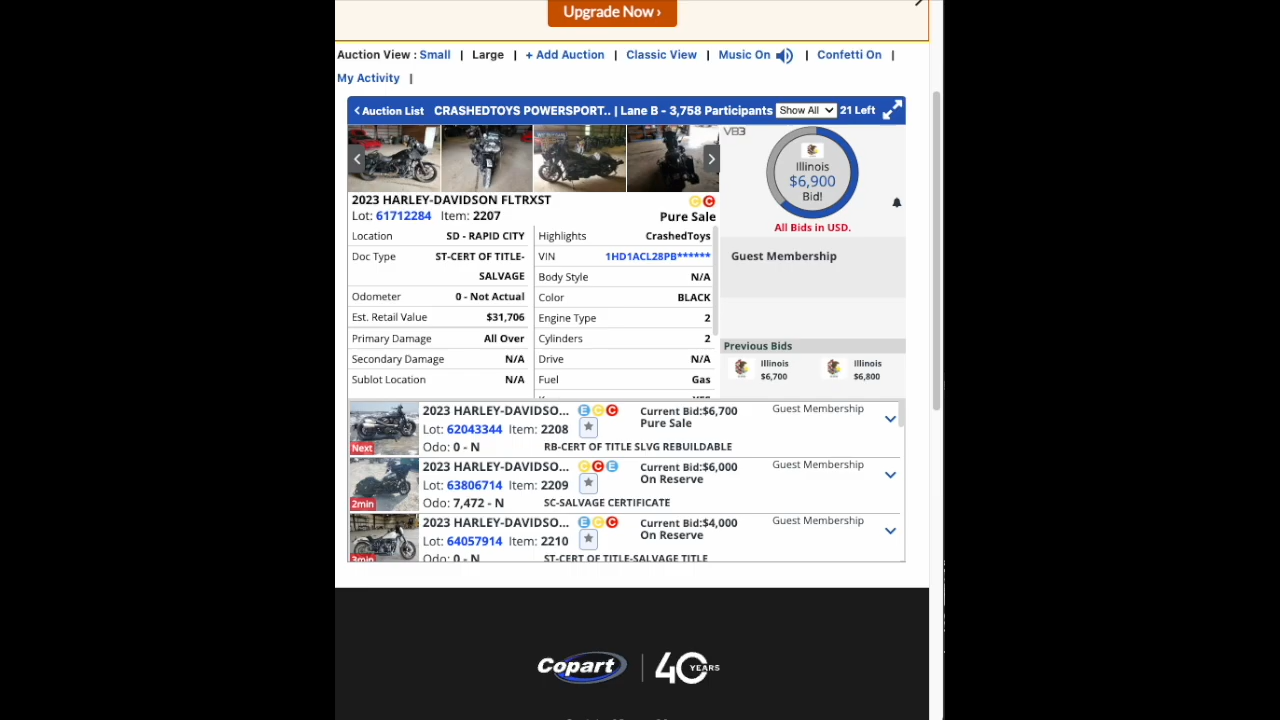 Upgrade Now ›
Auction View : Small | Large | + Add Auction | Classic View | Music On | Confetti On |
My Activity |
Auction List CRASHEDTOYS POWERSPORT.. | Lane B - 3,758 Participants Show All 21 Left
VB3
Illinois
$6,900
Bid!
All Bids in USD.
2023 HARLEY-DAVIDSON FLTRXST C C
Lot: 61712284 Item: 2207 Pure Sale
Location SD - RAPID CITY
Doc Type ST-CERT OF TITLE-
SALVAGE
Odometer 0 - Not Actual
Est. Retail Value $31,706
Primary Damage All Over
Secondary Damage N/A
Sublot Location N/A
Highlights CrashedToys
VIN 1HD1ACL28PB******
Body Style N/A
Color BLACK
Engine Type 2
Cylinders 2
Drive N/A
Fuel Gas
Guest Membership
Previous Bids
Illinois
$6,700
Illinois
$6,800
2023 HARLEY-DAVIDSO... E C C Current Bid:$6,700 Guest Membership
Lot: 62043344 Item: 2208 Pure Sale
Next Odo: 0 - N RB-CERT OF TITLE SLVG REBUILDABLE
2023 HARLEY-DAVIDSO... C C E Current Bid:$6,000 Guest Membership
Lot: 63806714 Item: 2209 On Reserve
2min Odo: 7,472 - N SC-SALVAGE CERTIFICATE
2023 HARLEY-DAVIDSO... E C C Current Bid:$4,000 Guest Membership
Lot: 64057914 Item: 2210 On Reserve
3min Odo: 0 - N ST-CERT OF TITLE-SALVAGE TITLE
Copart | 40 YEARS